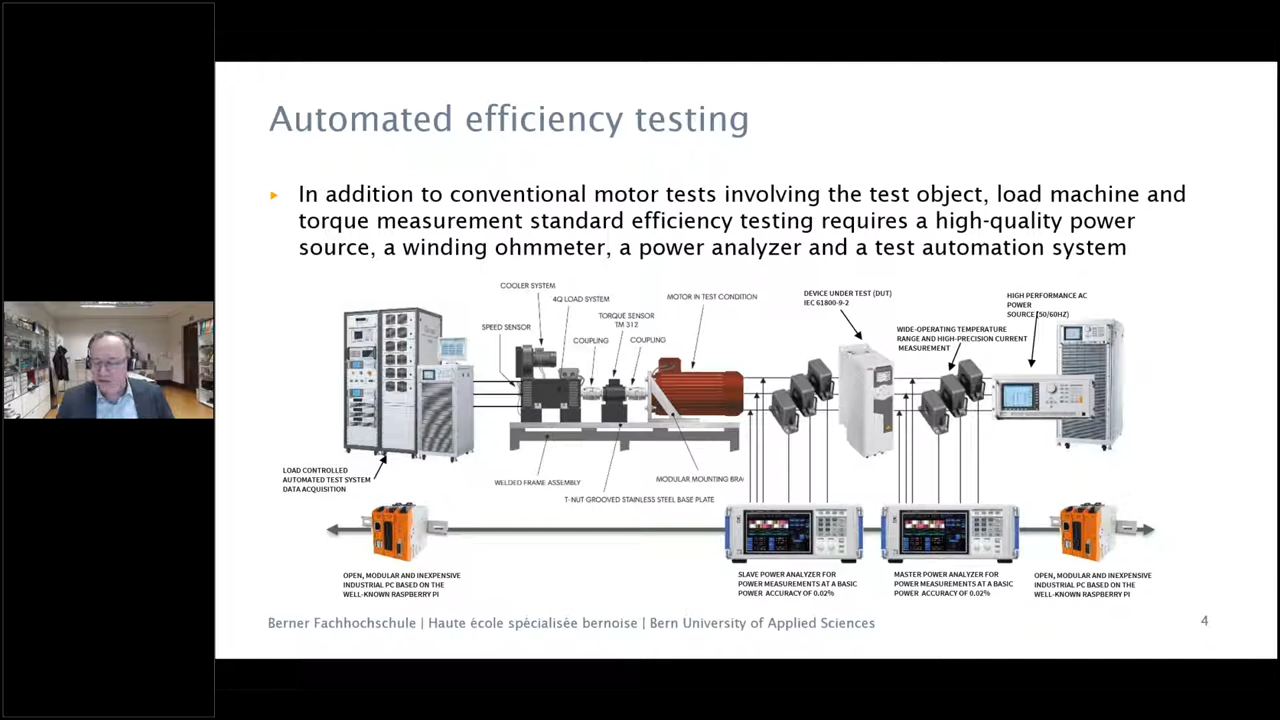 Automated efficiency testing
In addition to conventional motor tests involving the test object, load machine and
torque measurement standard efficiency testing requires a high-quality power
source, a winding ohmmeter, a power analyzer and a test automation system
COOLER SYSTEM
4Q LOAD SYSTEM
MOTOR IN TEST CONDITION
SPEED SENSOR
TORQUE SENSOR
TM 312
COUPLING
COUPLING
DEVICE UNDER TEST (DUT)
IEC 61800-9-2
HIGH PERFORMANCE AC
POWER
SOURCE (50/60HZ)
WIDE-OPERATING TEMPERATURE
RANGE AND HIGH-PRECISION CURRENT
MEASUREMENT
LOAD CONTROLLED
AUTOMATED TEST SYSTEM
DATA ACQUISITION
WELDED FRAME ASSEMBLY
MODULAR MOUNTING BRA
T-NUT GROOVED STAINLESS STEEL BASE PLATE
OPEN, MODULAR AND INEXPENSIVE
INDUSTRIAL PC BASED ON THE
WELL-KNOWN RASPBERRY PI
SLAVE POWER ANALYZER FOR
POWER MEASUREMENTS AT A BASIC
POWER ACCURACY OF 0.02%
MASTER POWER ANALYZER FOR
POWER MEASUREMENTS AT A BASIC
POWER ACCURACY OF 0.02%
OPEN, MODULAR AND INEXPENSIVE
INDUSTRIAL PC BASED ON THE
WELL-KNOWN RASPBERRY PI
Berner Fachhochschule | Haute école spécialisée bernoise | Bern University of Applied Sciences
4